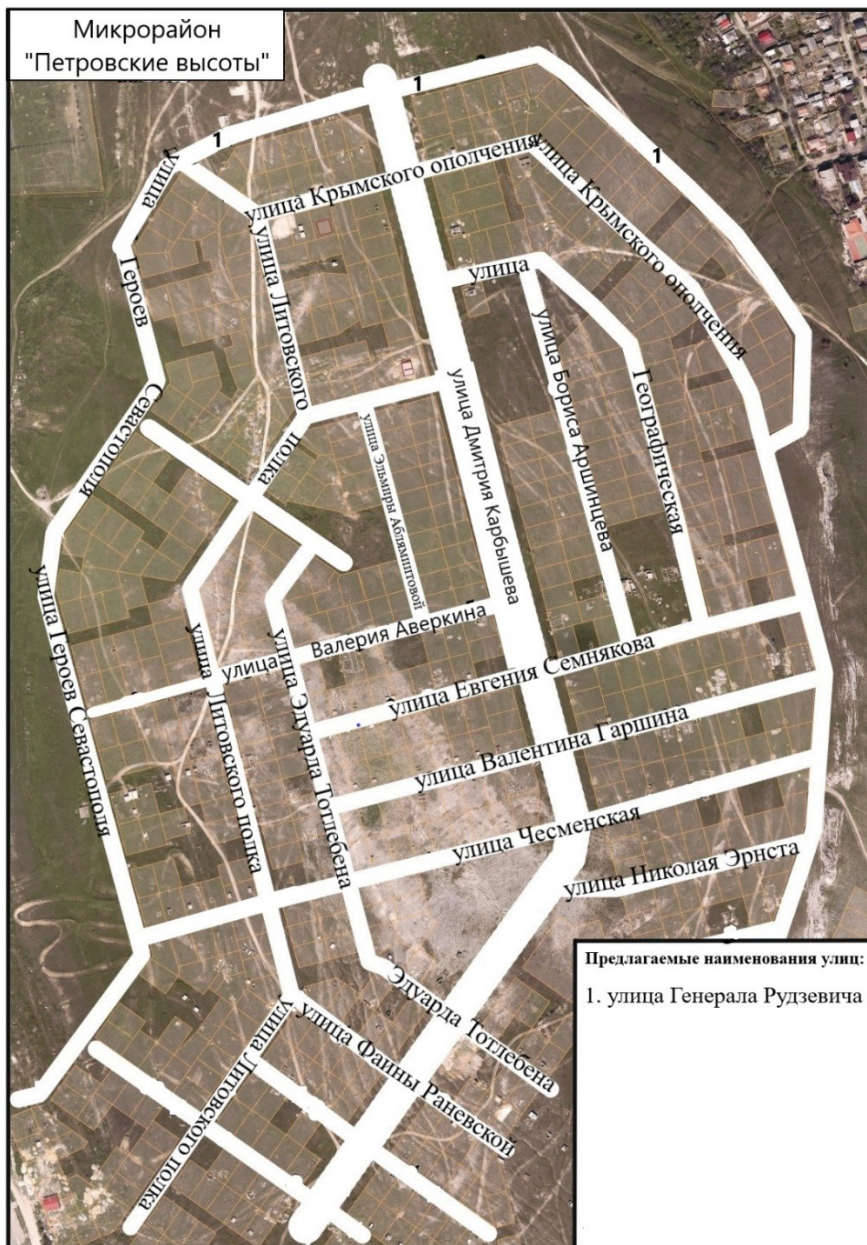 Микрорайон
"Петровские высоты"
1
1
1
улица Крымского ополчения
улица Крымского ополчения
улица
Героев
Севастополя
улица Литовского
полка
улица
Географическая
улица Бориса Аршинцева
улица Дмитрия Карбышева
улица Эльмиры Аблямитовой
улица Героев Севастополя
улица Валерия Аверкина
улица Литовского полка
улица Эдуарда Тотлебена
улица Евгения Семнякова
улица Валентина Гаршина
улица Чесменская
улица Николая Эрнста
Эдуарда Тотлебена
улица Фаины Раневской
улица Литовского полка
Предлагаемые наименования улиц:
1. улица Генерала Рудзевича